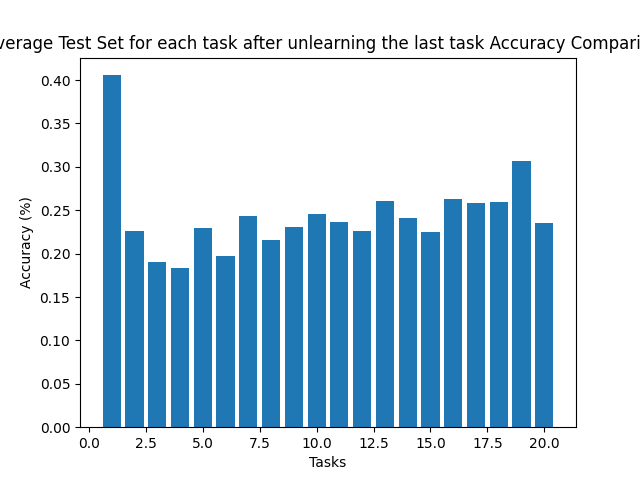 verage Test Set for each task after unlearning the last task Accuracy Compari
Accuracy (%)
0.40
0.35
0.30
0.25
0.20
0.15
0.10
0.05
0.00
0.0 2.5 5.0 7.5 10.0 12.5 15.0 17.5 20.0
Tasks